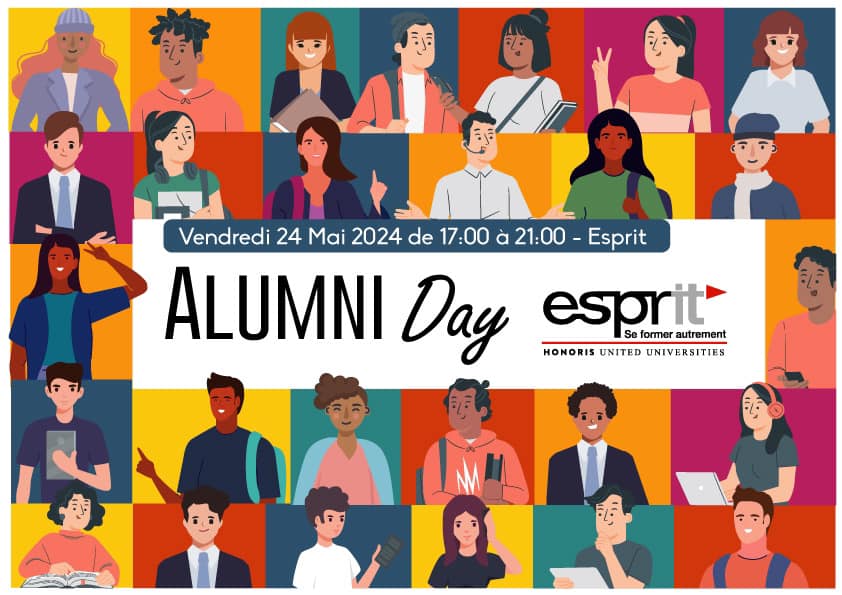 Vendredi 24 Mai 2024 de 17:00 à 21:00 - Esprit
ALUMNI Day
esprit
Se former autrement
HONORIS UNITED UNIVERSITIES